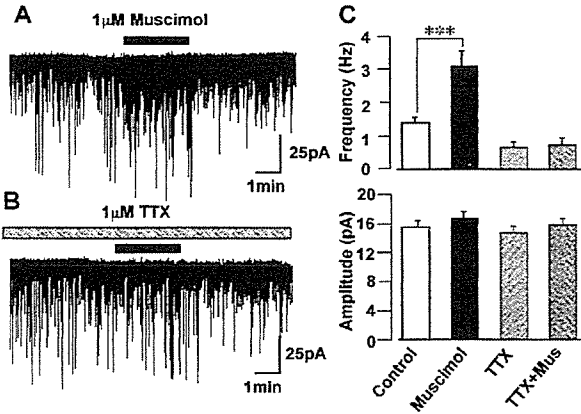 A
1μM Muscimol
25pA
1min
B
1μM TTX
25pA
1min
C
***
Frequency (Hz)
4
3
2
1
0
Amplitude (pA)
20
16
12
8
4
0
Control
Muscimol
TTX
TTX+Mus